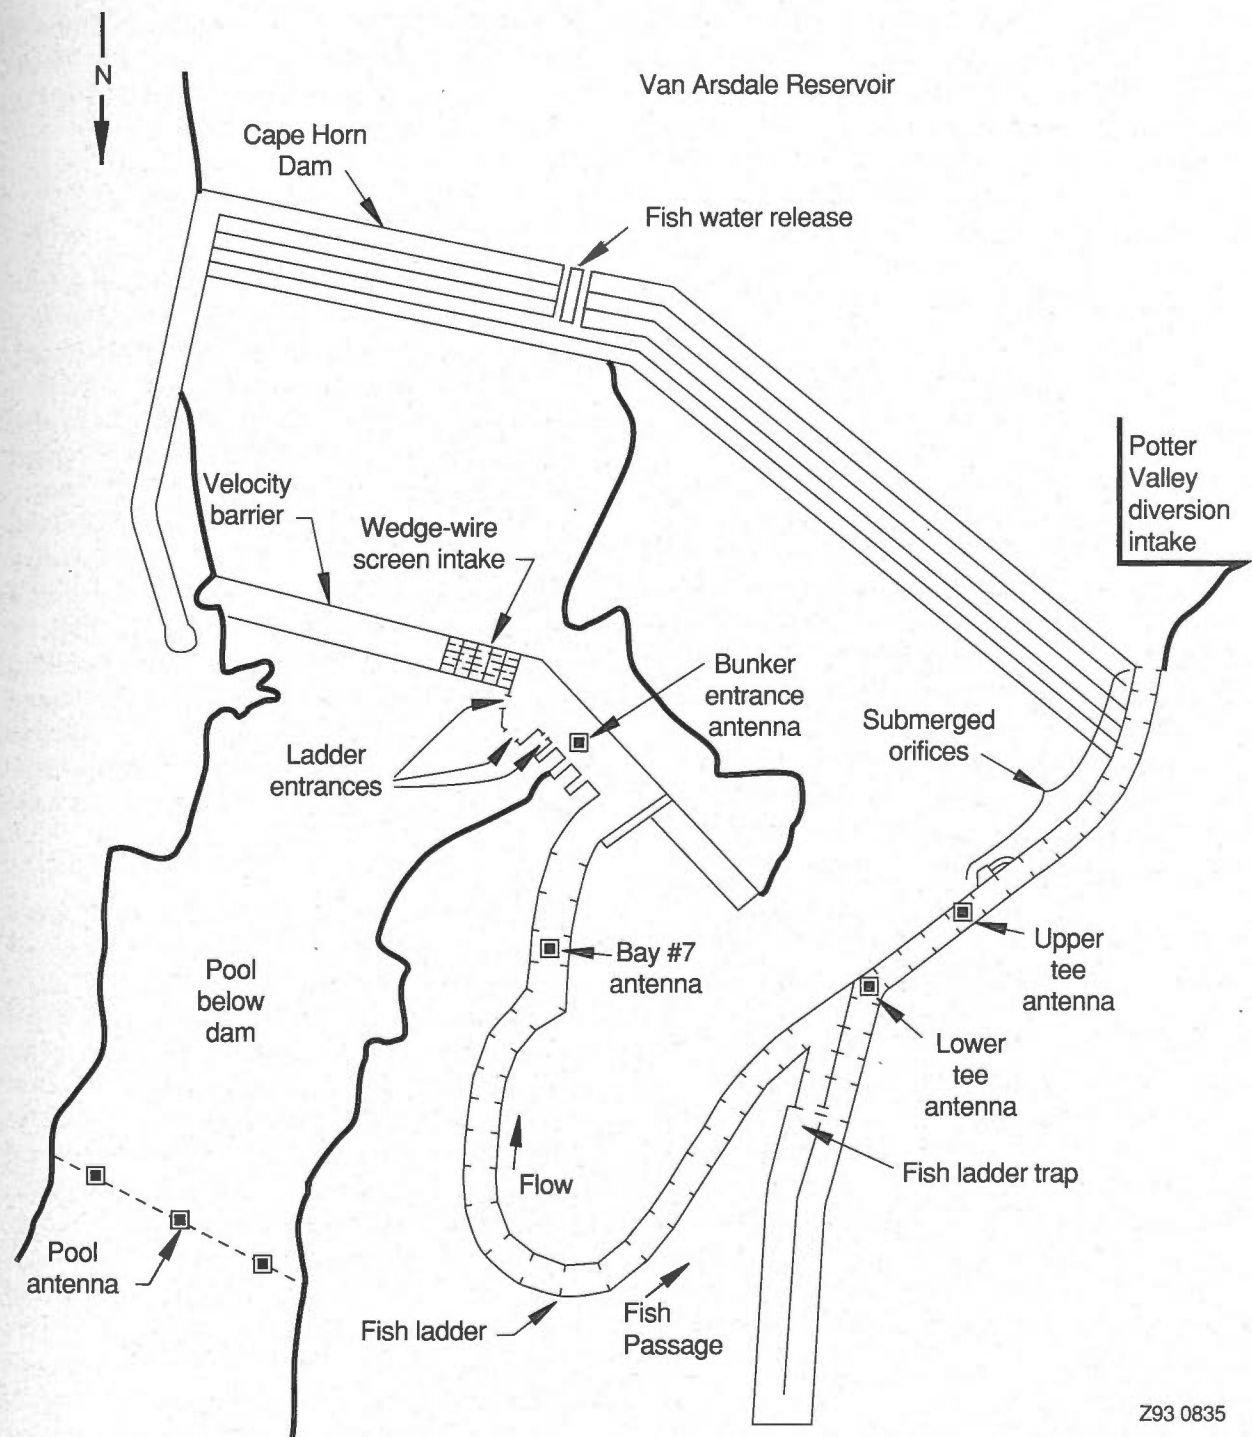 N
Van Arsdale Reservoir
Cape Horn
Dam
Fish water release
Potter
Valley
diversion
intake
Velocity
barrier
Wedge-wire
screen intake
Bunker
entrance
antenna
Submerged
orifices
Ladder
entrances
Upper
tee
antenna
Bay #7
antenna
Pool
below
dam
Lower
tee
antenna
Fish ladder trap
Flow
Pool
antenna
Fish ladder
Fish
Passage
Z93 0835